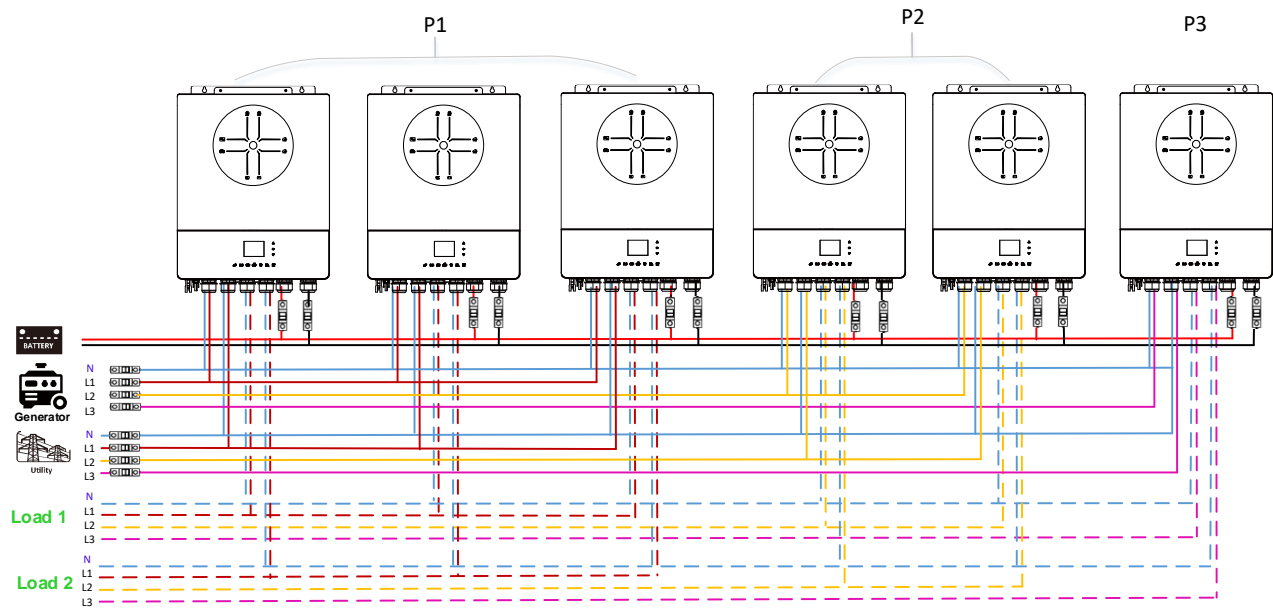 P1
P2
P3
BATTERY
N
L1
L2
L3
Generator
N
L1
L2
L3
Utility
N
L1
L2
L3
Load 1
N
L1
L2
L3
Load 2